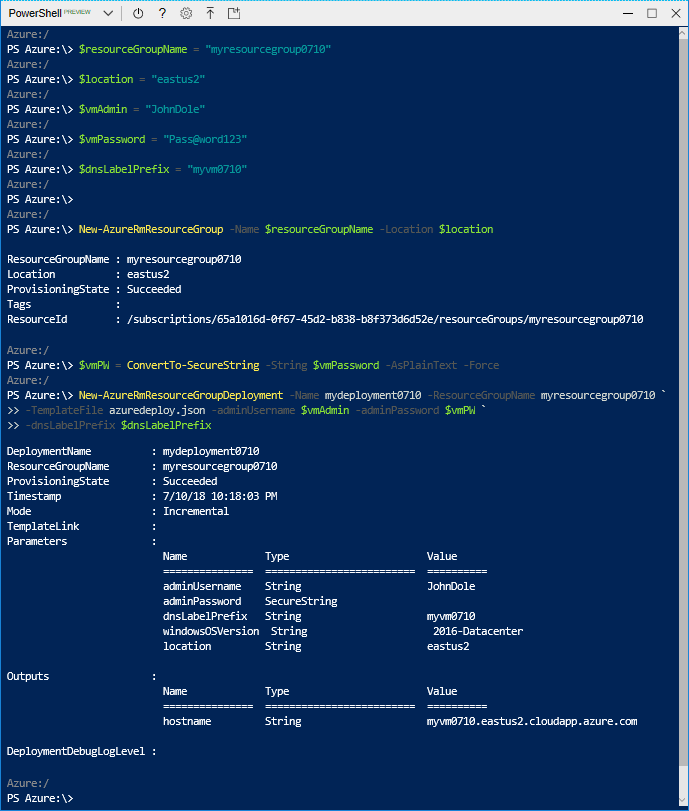 PowerShell PREVIEW
Azure:/
PS Azure:\> $resourceGroupName = "myresourcegroup0710"
Azure:/
PS Azure:\> $location = "eastus2"
Azure:/
PS Azure:\> $vmAdmin = "JohnDole"
Azure:/
PS Azure:\> $vmPassword = "Pass@word123"
Azure:/
PS Azure:\> $dnsLabelPrefix = "myvm0710"
Azure:/
PS Azure:\>
Azure:/
PS Azure:\> New-AzureRmResourceGroup -Name $resourceGroupName -Location $location
ResourceGroupName : myresourcegroup0710
Location          : eastus2
ProvisioningState : Succeeded
Tags              :
ResourceId        : /subscriptions/65a1016d-0f67-45d2-b838-b8f373d6d52e/resourceGroups/myresourcegroup0710
Azure:/
PS Azure:\> $vmPW = ConvertTo-SecureString -String $vmPassword -AsPlainText -Force
Azure:/
PS Azure:\> New-AzureRmResourceGroupDeployment -Name mydeployment0710 -ResourceGroupName myresourcegroup0710 `
>> -TemplateFile azuredeploy.json -adminUsername $vmAdmin -adminPassword $vmPW `
>> -dnsLabelPrefix $dnsLabelPrefix
DeploymentName          : mydeployment0710
ResourceGroupName       : myresourcegroup0710
ProvisioningState       : Succeeded
Timestamp               : 7/10/18 10:18:03 PM
Mode                    : Incremental
TemplateLink            :
Parameters              :
                          Name             Type                       Value
                          ===============  =========================  ==========
                          adminUsername    String                     JohnDole
                          adminPassword    SecureString
                          dnsLabelPrefix   String                     myvm0710
                          windowsOSVersion  String                     2016-Datacenter
                          location         String                     eastus2
Outputs                 :
                          Name             Type                       Value
                          ===============  =========================  ==========
                          hostname         String                     myvm0710.eastus2.cloudapp.azure.com
DeploymentDebugLogLevel :
Azure:/
PS Azure:\>